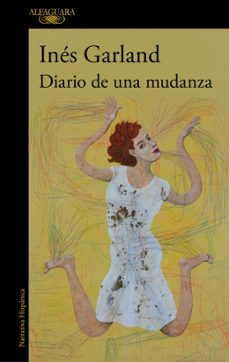 ALFAGUARA
Inés Garland
Diario de una mudanza
Narrativa Hispánica